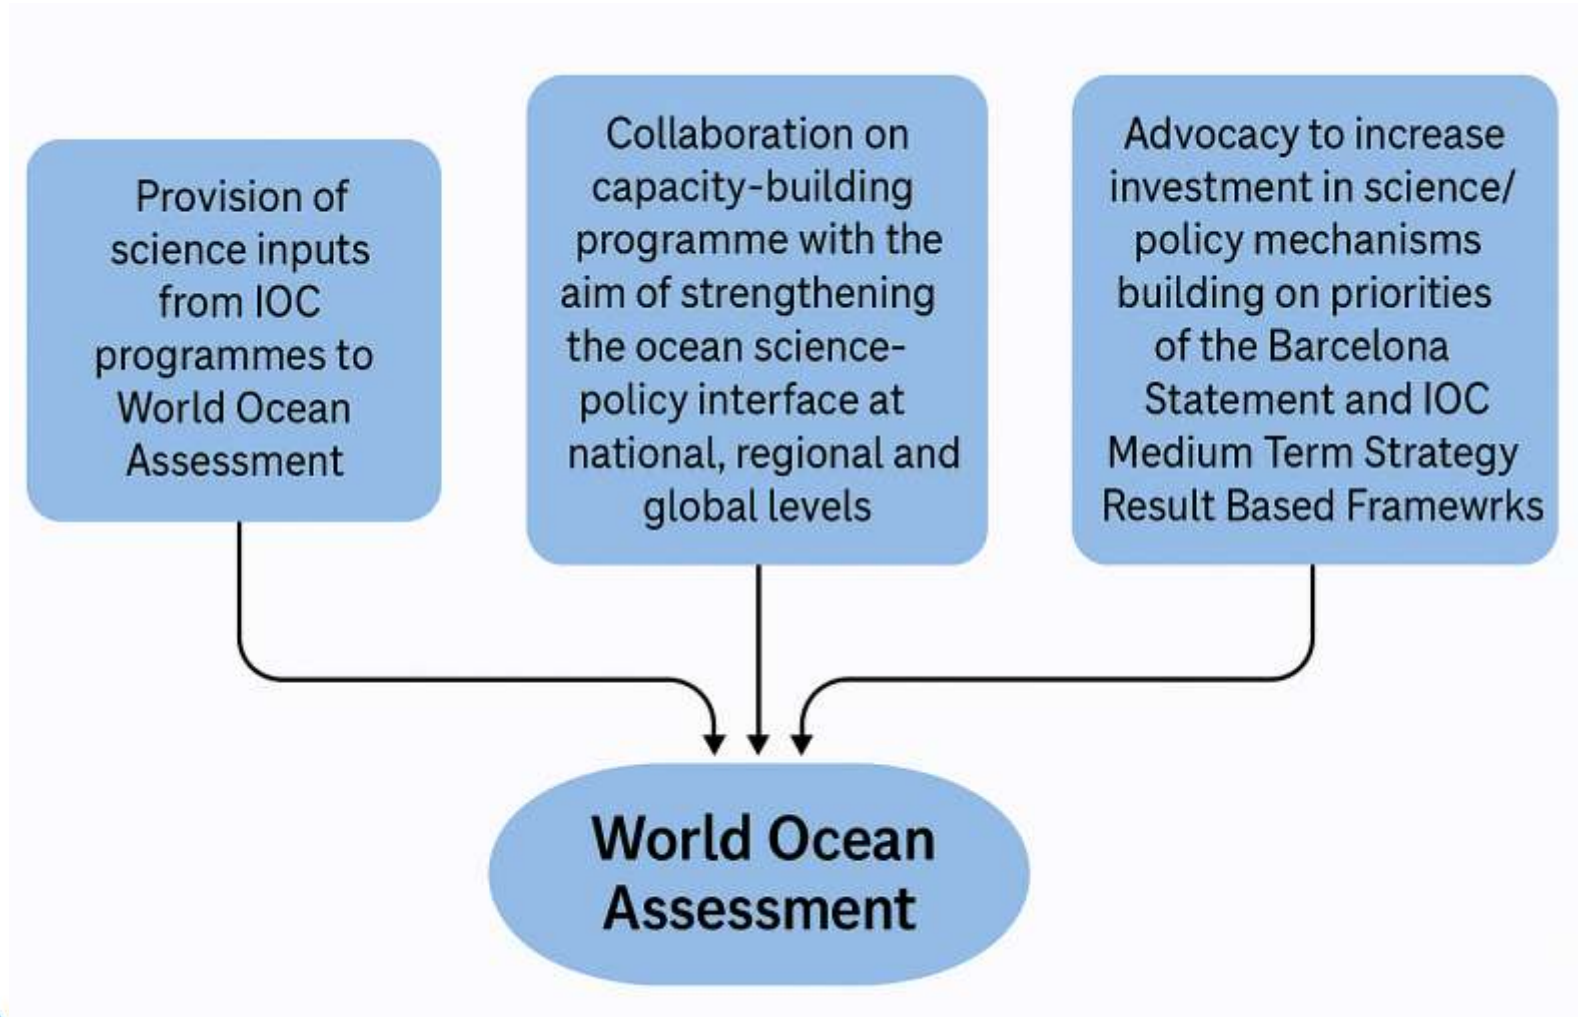 Provision of
science inputs
from IOC
programmes to
World Ocean
Assessment
Collaboration on
capacity-building
programme with the
aim of strengthening
the ocean science-
policy interface at
national, regional and
global levels
Advocacy to increase
investment in science/
policy mechanisms
building on priorities
of the Barcelona
Statement and IOC
Medium Term Strategy
Result Based Framewrks
World Ocean
Assessment